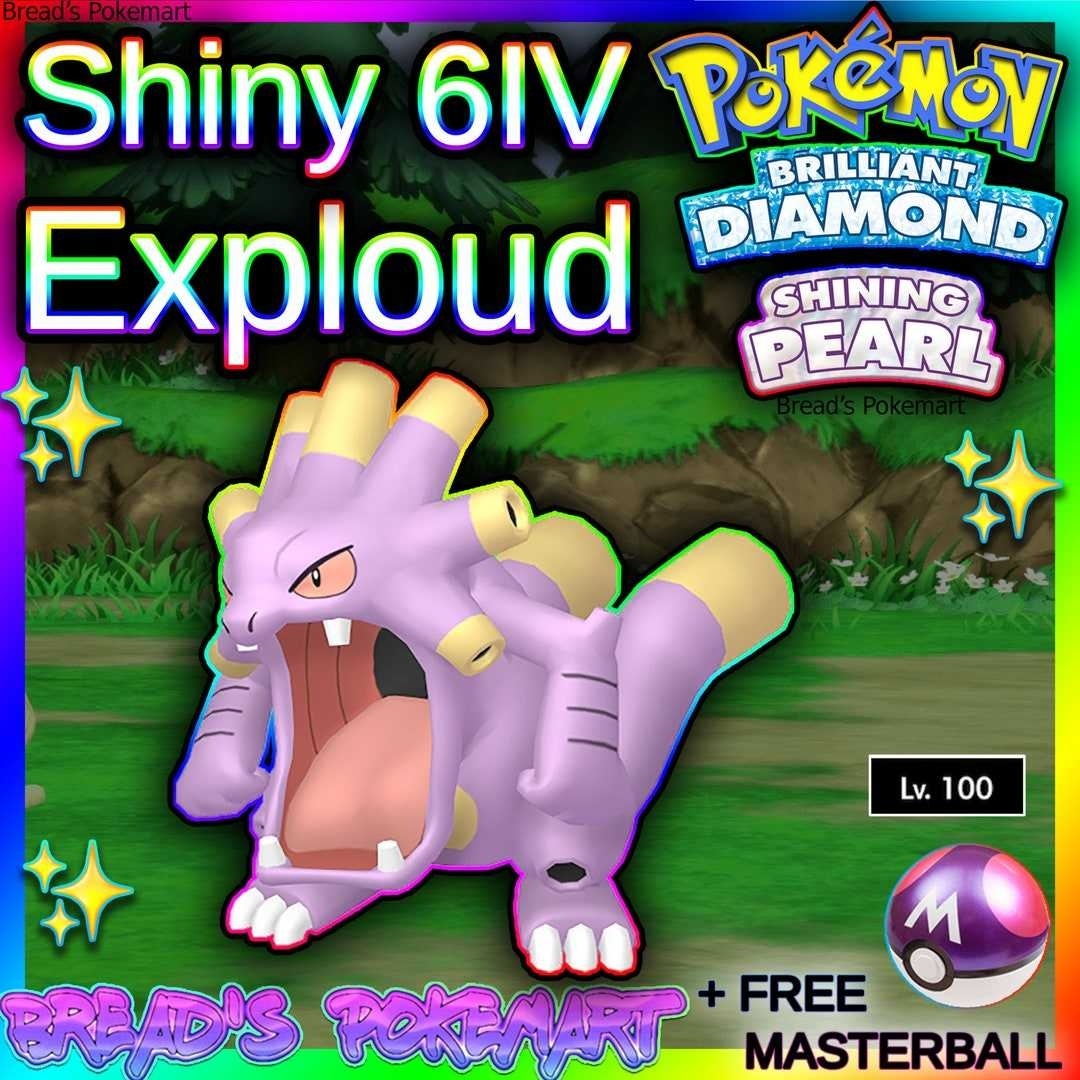 Bread's Pokemart
Shiny 6IV
Exploud
POKéMON
BRILLIANT
DIAMOND
SHINING
PEARL
Bread's Pokemart
Lv. 100
M
BREAD'S POKEMART
+ FREE
MASTERBALL